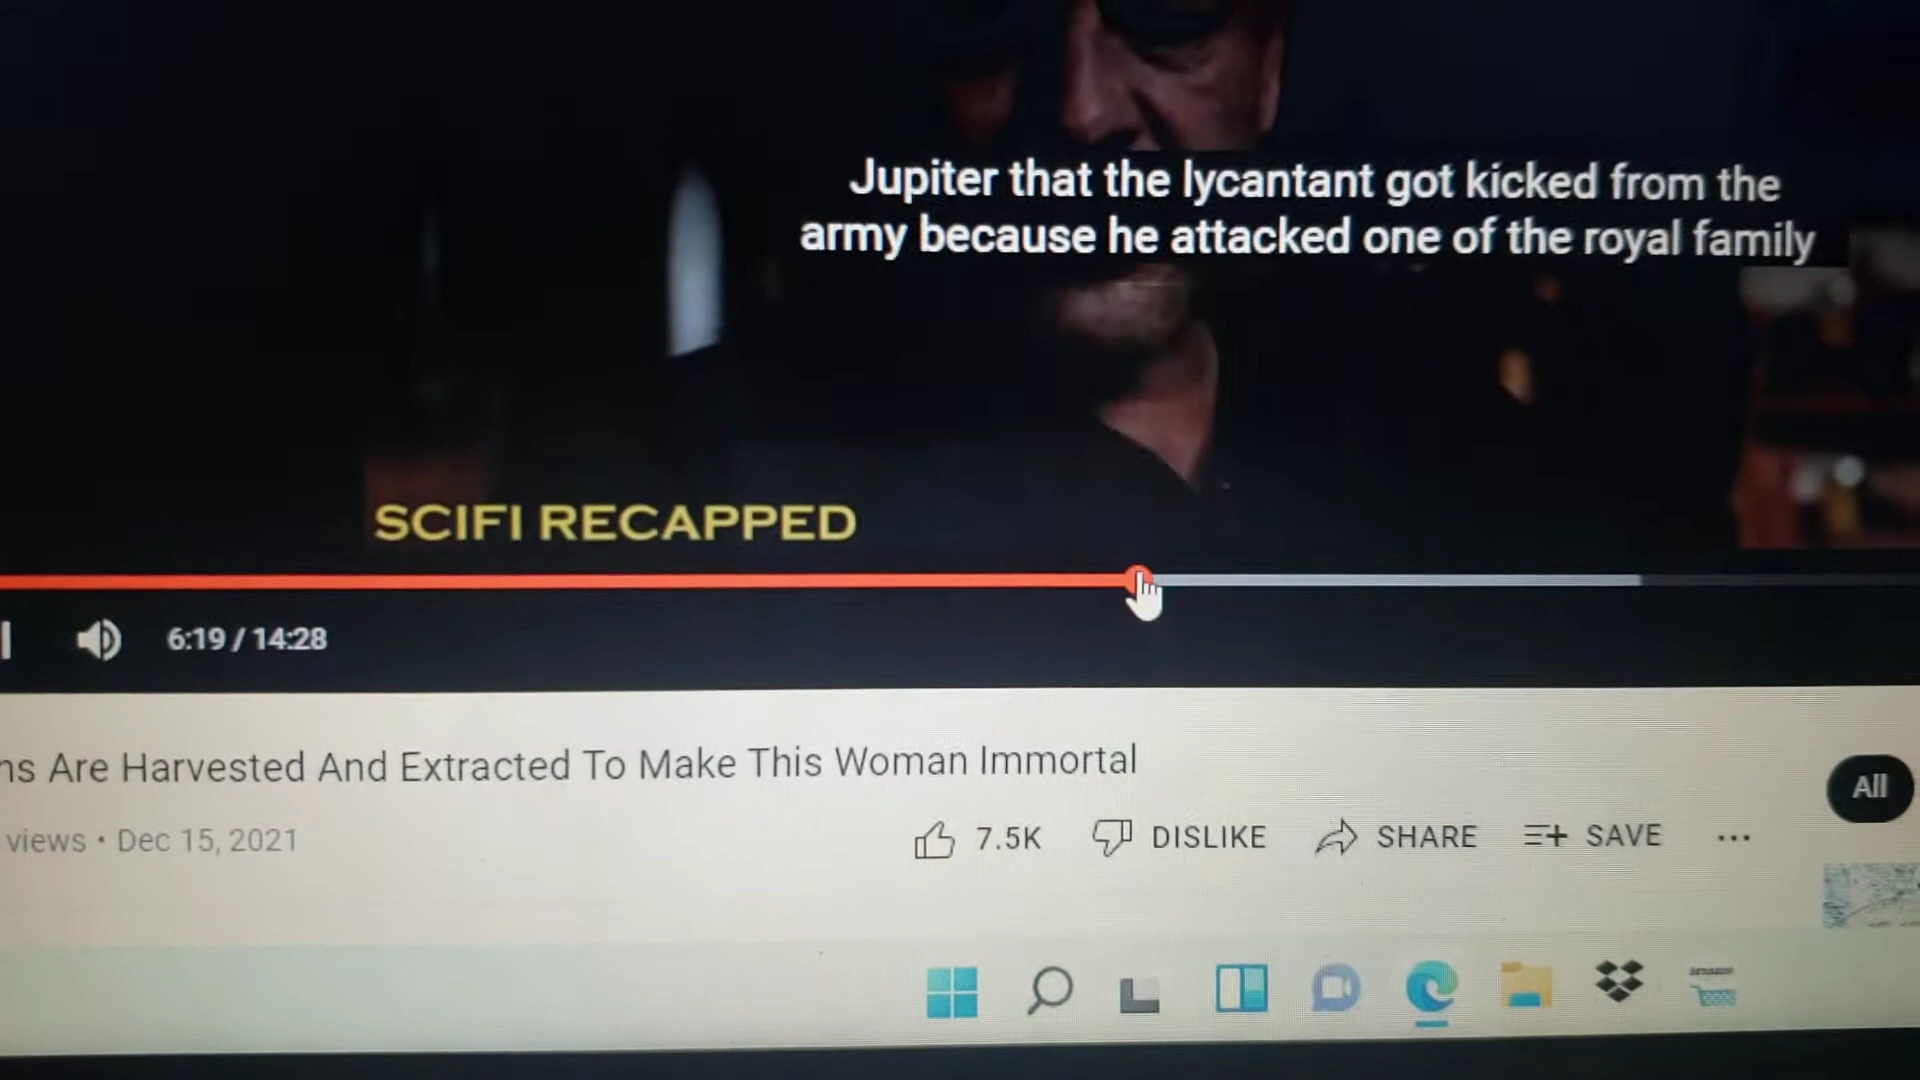 Jupiter that the lycantant got kicked from the
army because he attacked one of the royal family
SCIFI RECAPPED
6:19 / 14:28
ns Are Harvested And Extracted To Make This Woman Immortal
All
views • Dec 15, 2021
7.5K DISLIKE SHARE SAVE
amazon